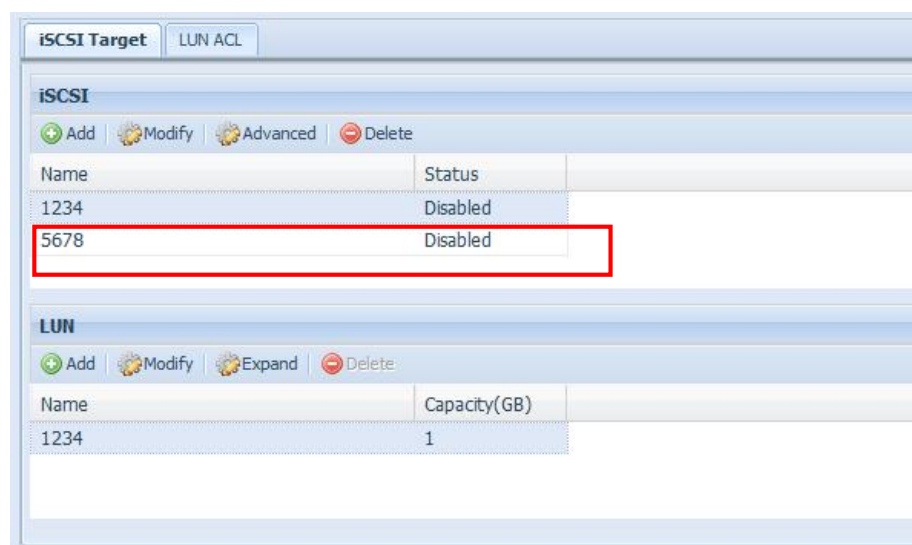 iSCSI Target LUN ACL
iSCSI
Add Modify Advanced Delete
Name Status
1234 Disabled
5678 Disabled
LUN
Add Modify Expand Delete
Name Capacity(GB)
1234 1